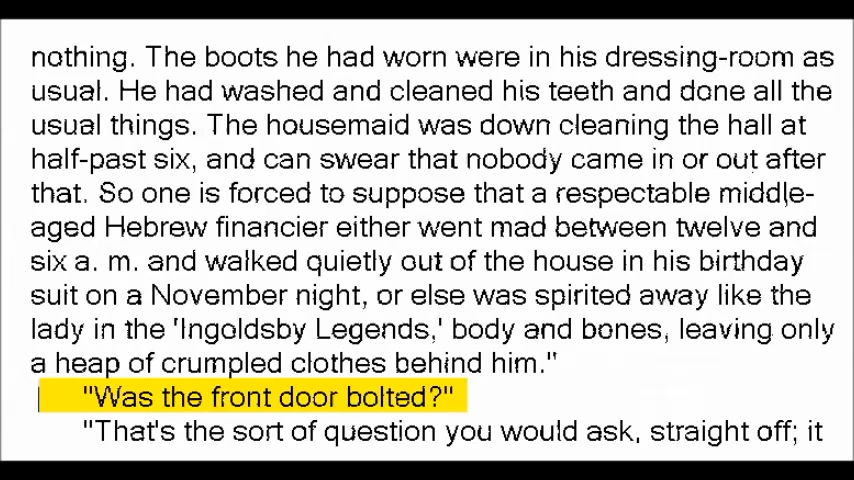 nothing. The boots he had worn were in his dressing-room as
usual. He had washed and cleaned his teeth and done all the
usual things. The housemaid was down cleaning the hall at
half-past six, and can swear that nobody came in or out after
that. So one is forced to suppose that a respectable middle-
aged Hebrew financier either went mad between twelve and
six a. m. and walked quietly out of the house in his birthday
suit on a November night, or else was spirited away like the
lady in the 'Ingoldsby Legends,' body and bones, leaving only
a heap of crumpled clothes behind him."
"Was the front door bolted?"
"That's the sort of question you would ask, straight off; it